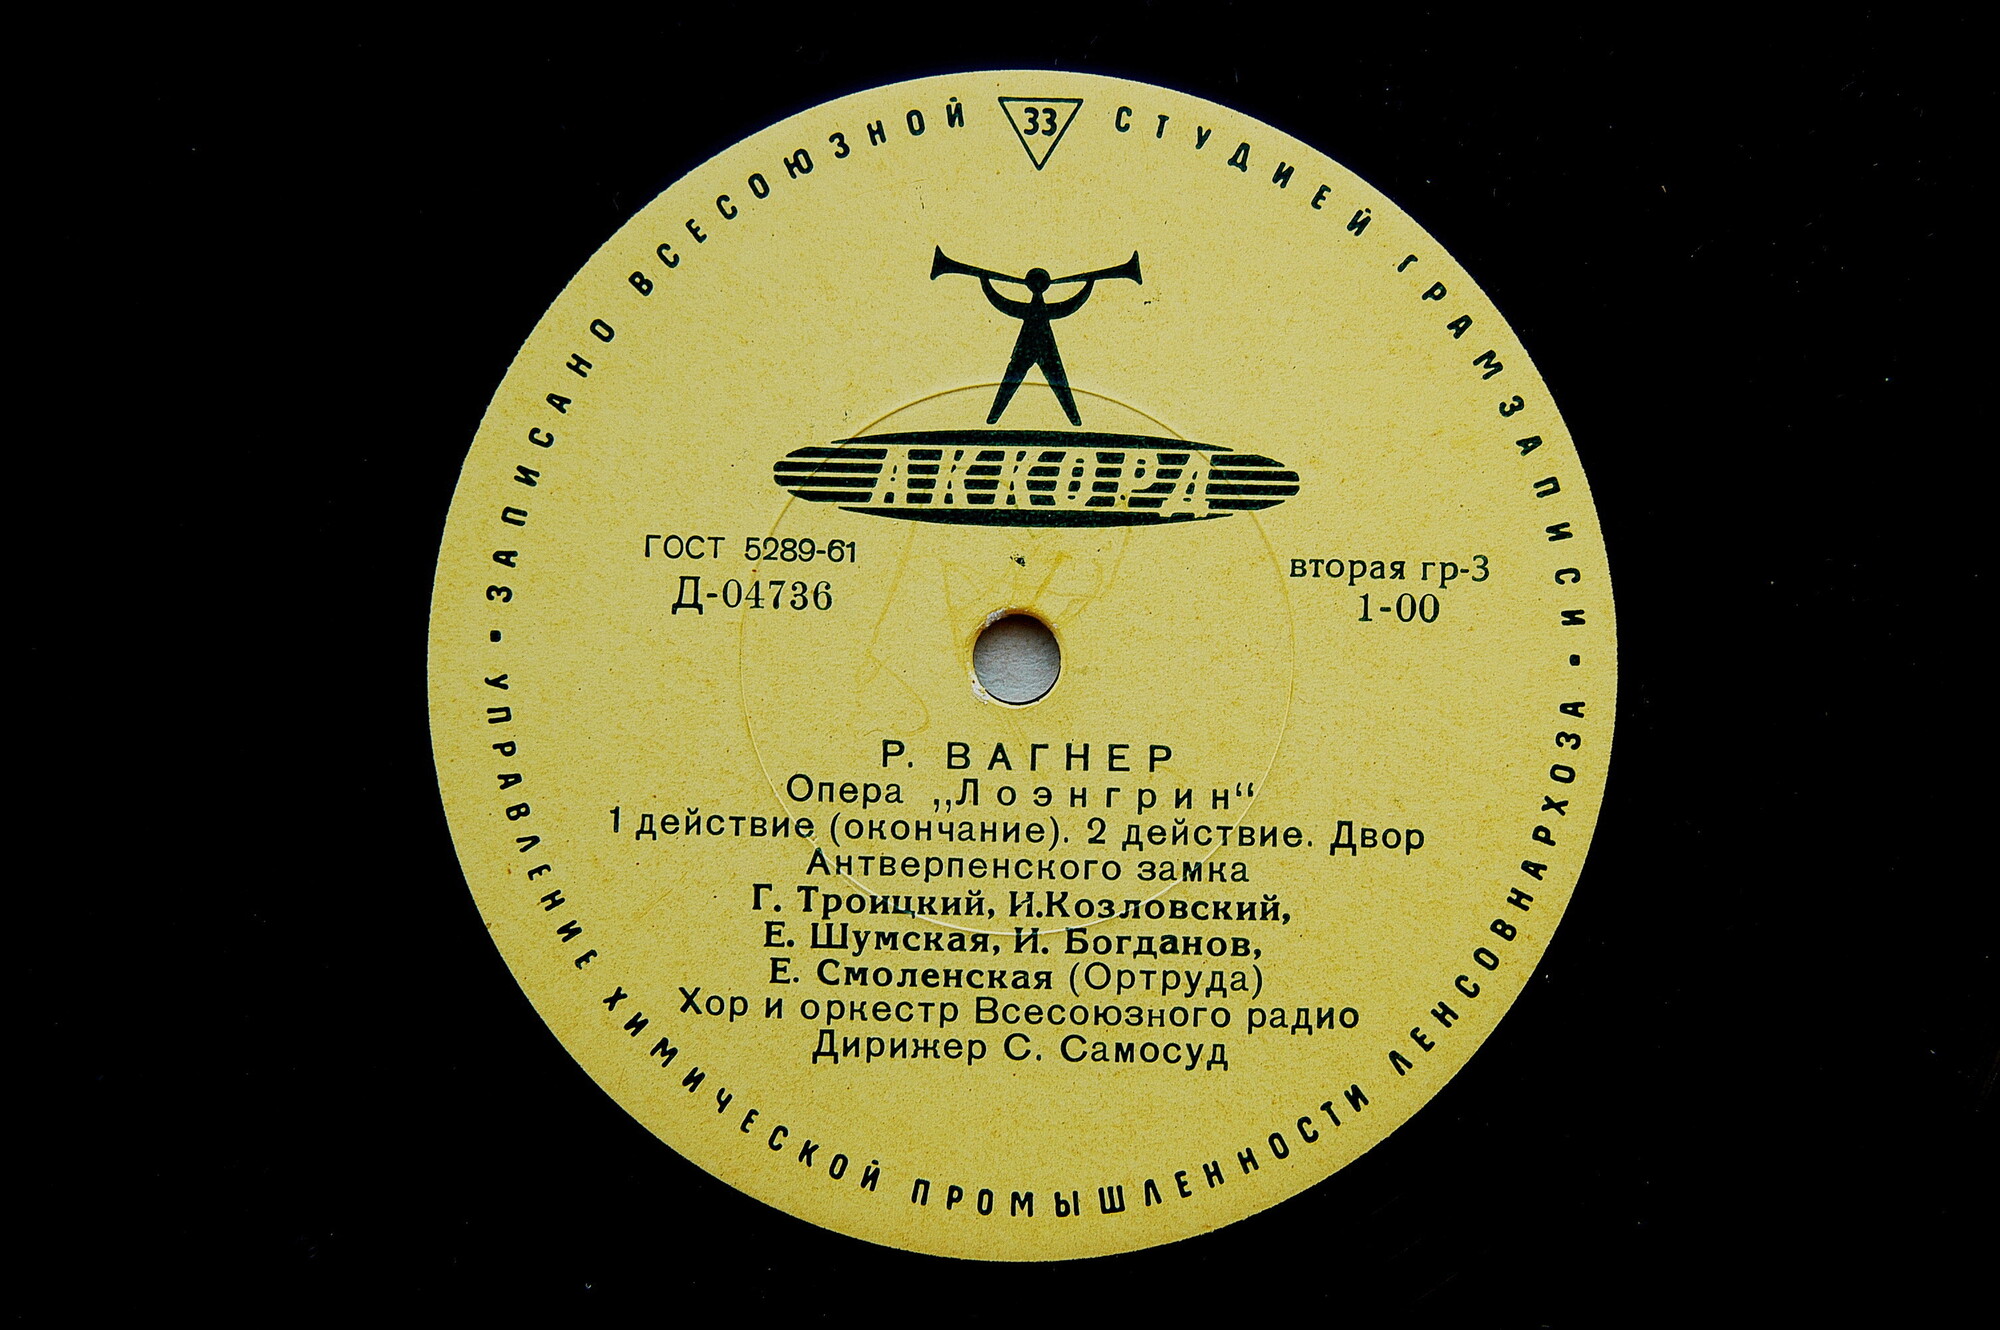 ЗАПИСАНО ВСЕСОЮЗНОЙ СТУДИЕЙ ГРАМЗАПИСИ
33
АККОРД
ГОСТ 5289-61
Д-04736
вторая гр-3
1-00
Р. ВАГНЕР
Опера „Лоэнгрин“
1 действие (окончание). 2 действие. Двор
Антверпенского замка
Г. Троицкий, И.Козловский,
Е. Шумская, И. Богданов,
Е. Смоленская (Ортруда)
Хор и оркестр Всесоюзного радио
Дирижер С. Самосуд
УПРАВЛЕНИЕ ХИМИЧЕСКОЙ ПРОМЫШЛЕННОСТИ ЛЕНСОВНАРХОЗА